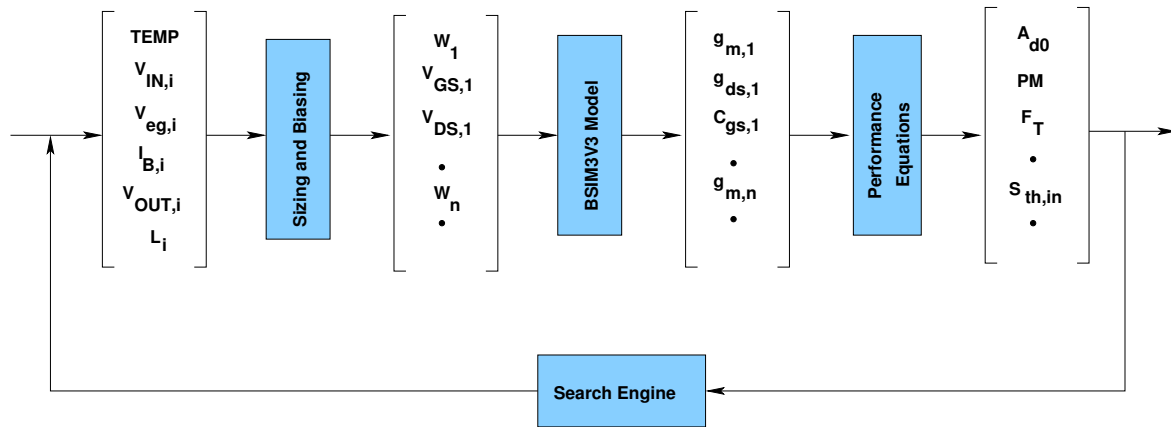 TEMP
V_IN,i
V_eg,i
I_B,i
V_OUT,i
L_i
Sizing and Biasing
W_1
V_GS,1
V_DS,1
•
W_n
•
BSIM3V3 Model
g_m,1
g_ds,1
C_gs,1
•
g_m,n
•
Performance
Equations
A_d0
PM
F_T
•
S_th,in
•
Search Engine